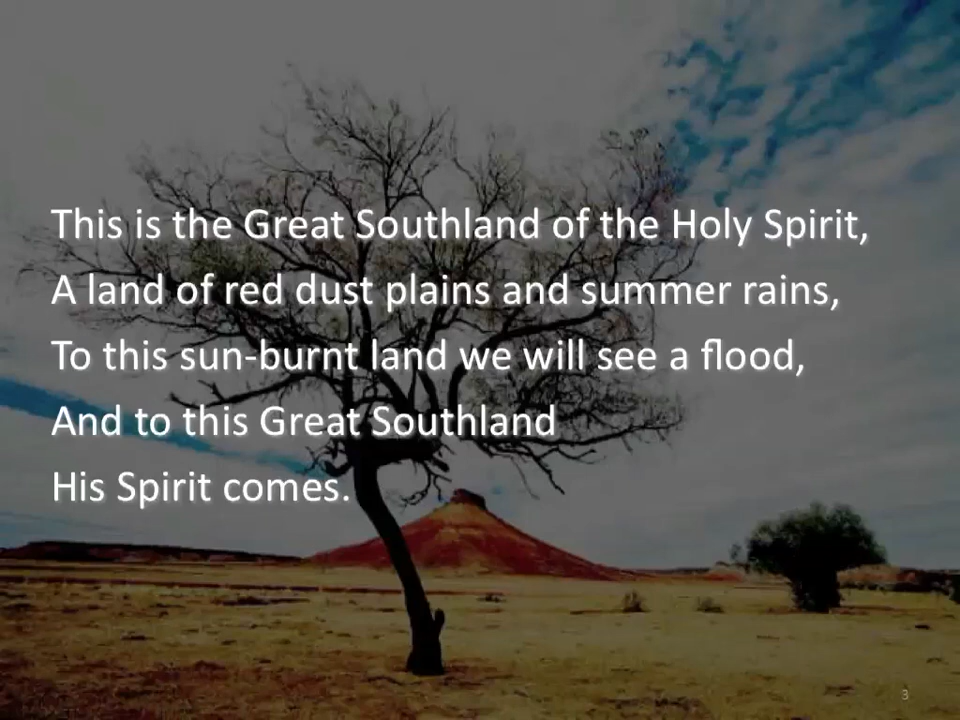 This is the Great Southland of the Holy Spirit,
A land of red dust plains and summer rains,
To this sun-burnt land we will see a flood,
And to this Great Southland
His Spirit comes.
3